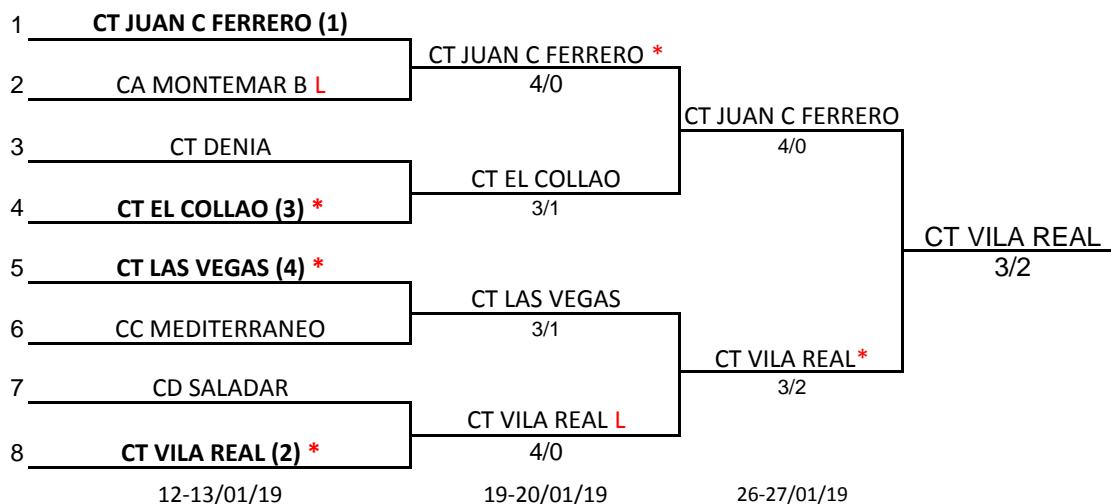 1 CT JUAN C FERRERO (1)
2 CA MONTEMAR B L
3 CT DENIA
4 CT EL COLLAO (3) *
5 CT LAS VEGAS (4) *
6 CC MEDITERRANEO
7 CD SALADAR
8 CT VILA REAL (2) *
12-13/01/19
CT JUAN C FERRERO *
4/0
CT EL COLLAO
3/1
CT LAS VEGAS
3/1
CT VILA REAL L
4/0
19-20/01/19
CT JUAN C FERRERO
4/0
CT VILA REAL*
3/2
26-27/01/19
CT VILA REAL
3/2